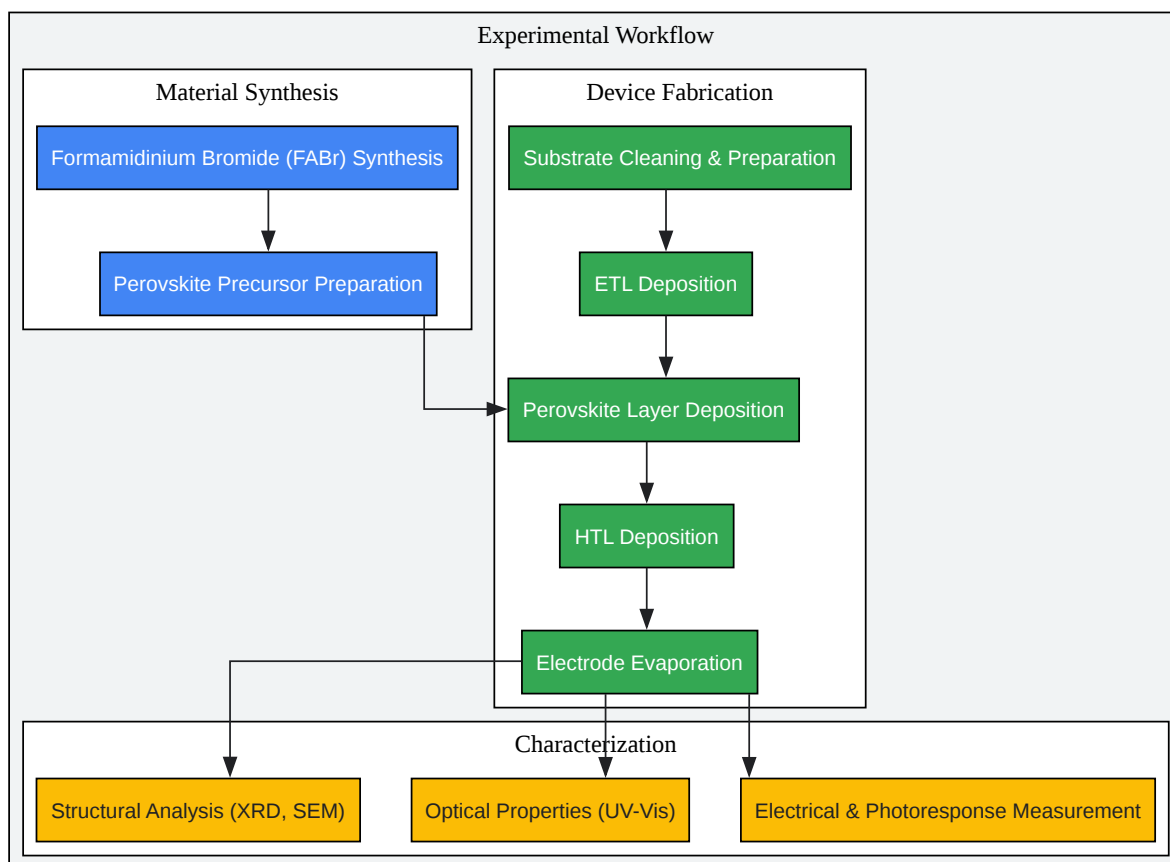 Experimental Workflow
Material Synthesis
Formamidinium Bromide (FABr) Synthesis
Perovskite Precursor Preparation
Device Fabrication
Substrate Cleaning & Preparation
ETL Deposition
Perovskite Layer Deposition
HTL Deposition
Electrode Evaporation
Characterization
Structural Analysis (XRD, SEM)
Optical Properties (UV-Vis)
Electrical & Photoresponse Measurement